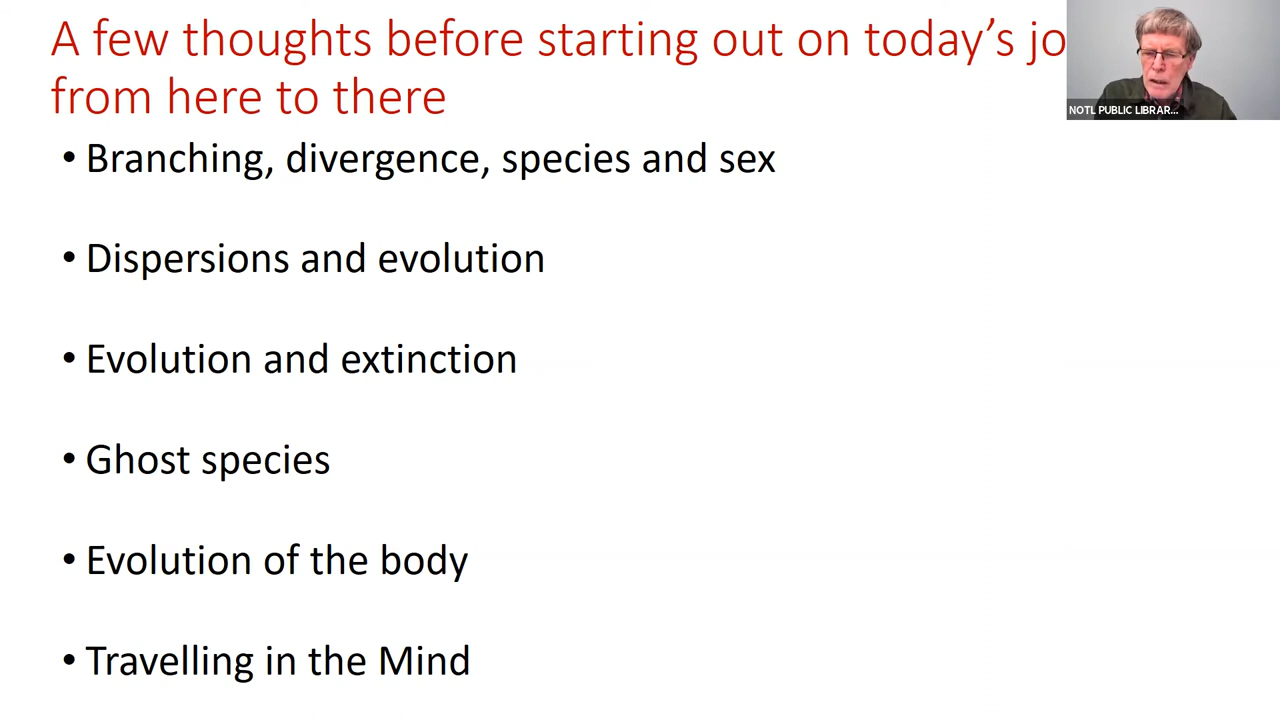 A few thoughts before starting out on today's jo
from here to there
NOTL PUBLIC LIBRAR...
• Branching, divergence, species and sex
• Dispersions and evolution
• Evolution and extinction
• Ghost species
• Evolution of the body
• Travelling in the Mind